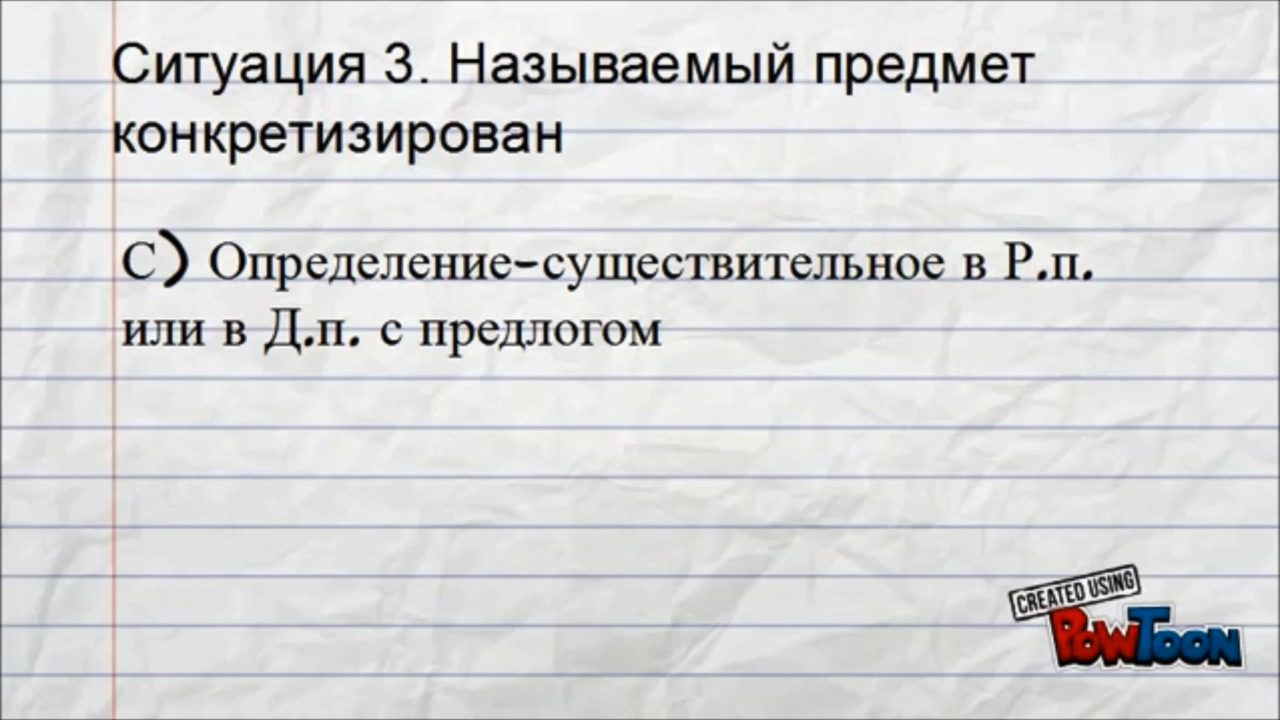 Ситуация 3. Называемый предмет
конкретизирован
С) Определение-существительное в Р.п.
или в Д.п. с предлогом
CREATED USING
POWTOON